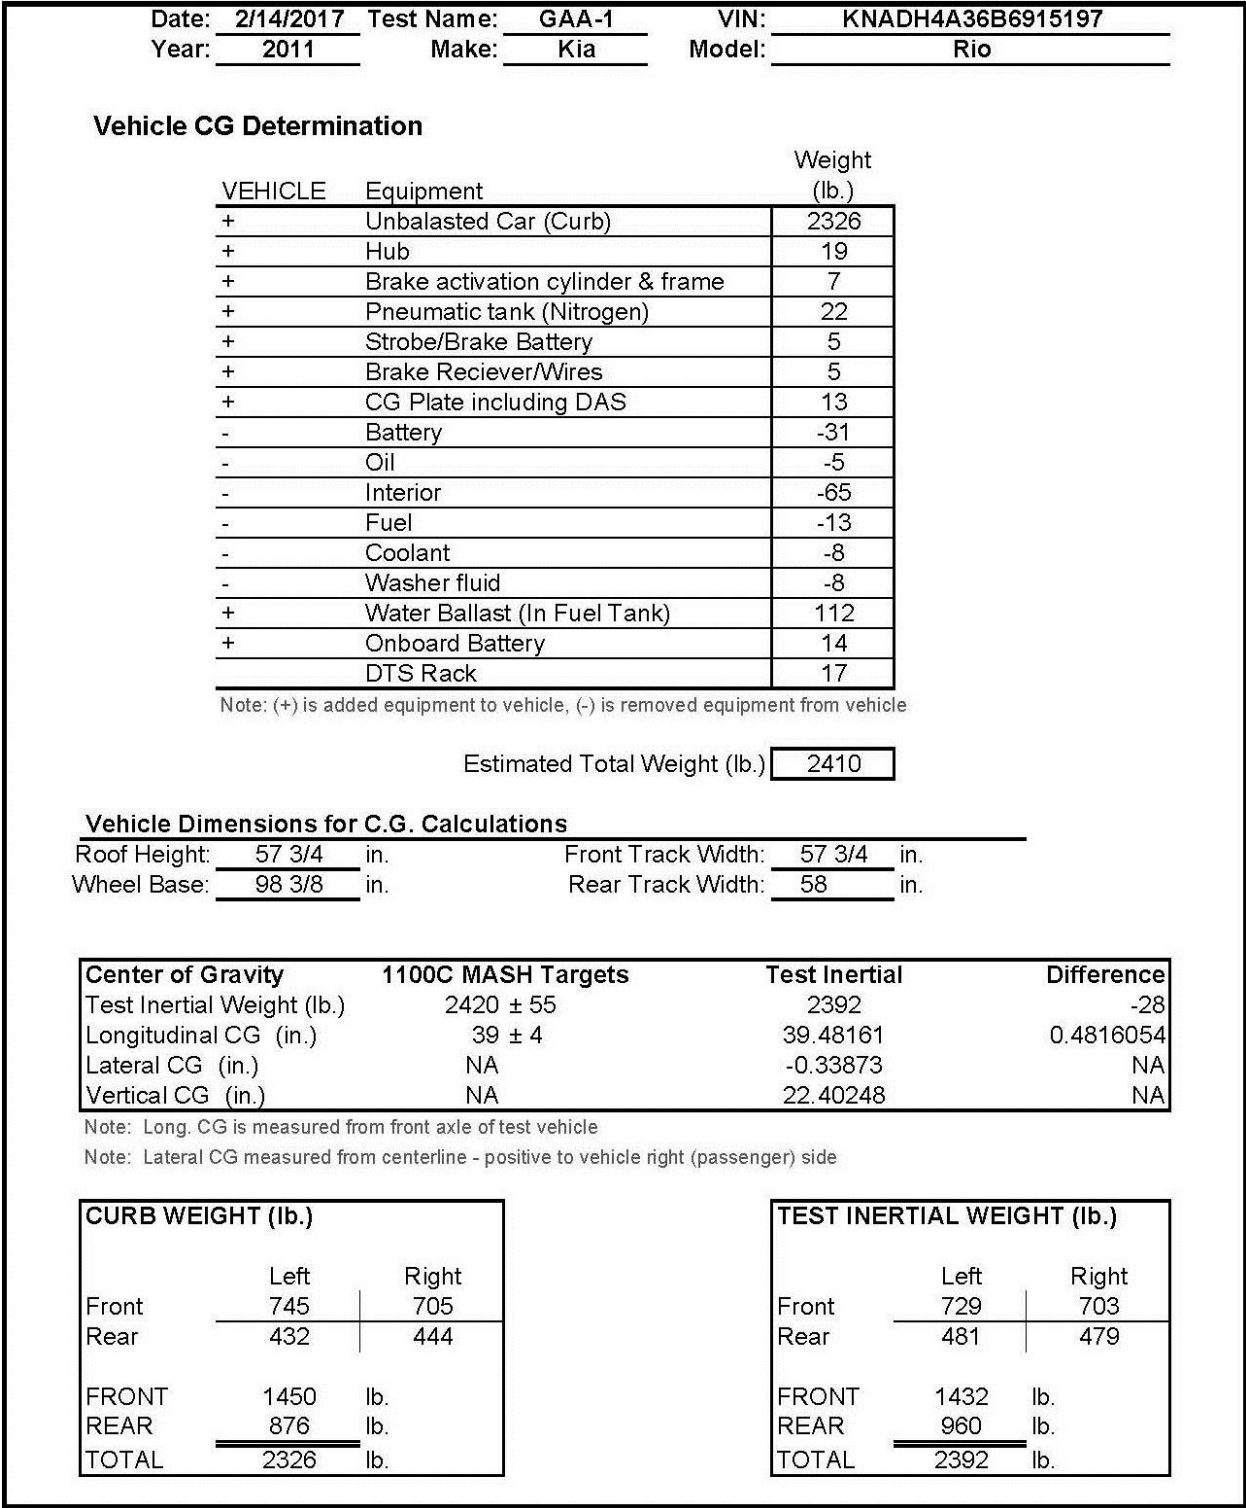 Date: 2/14/2017 Test Name: GAA-1 VIN: KNADH4A36B6915197
Year: 2011 Make: Kia Model: Rio
Vehicle CG Determination
Weight
VEHICLE Equipment (lb.)
+ Unbalasted Car (Curb) 2326
+ Hub 19
+ Brake activation cylinder & frame 7
+ Pneumatic tank (Nitrogen) 22
+ Strobe/Brake Battery 5
+ Brake Reciever/Wires 5
+ CG Plate including DAS 13
- Battery -31
- Oil -5
- Interior -65
- Fuel -13
- Coolant -8
- Washer fluid -8
+ Water Ballast (In Fuel Tank) 112
+ Onboard Battery 14
DTS Rack 17
Note: (+) is added equipment to vehicle, (-) is removed equipment from vehicle
Estimated Total Weight (lb.) 2410
Vehicle Dimensions for C.G. Calculations
Roof Height: 57 3/4 in. Front Track Width: 57 3/4 in.
Wheel Base: 98 3/8 in. Rear Track Width: 58 in.
Center of Gravity 1100C MASH Targets Test Inertial Difference
Test Inertial Weight (lb.) 2420 ± 55 2392 -28
Longitudinal CG (in.) 39 ± 4 39.48161 0.4816054
Lateral CG (in.) NA -0.33873 NA
Vertical CG (in.) NA 22.40248 NA
Note: Long. CG is measured from front axle of test vehicle
Note: Lateral CG measured from centerline - positive to vehicle right (passenger) side
CURB WEIGHT (lb.) TEST INERTIAL WEIGHT (lb.)
Left Right Left Right
Front 745 705 Front 729 703
Rear 432 444 Rear 481 479
FRONT 1450 lb. FRONT 1432 lb.
REAR 876 lb. REAR 960 lb.
TOTAL 2326 lb. TOTAL 2392 lb.